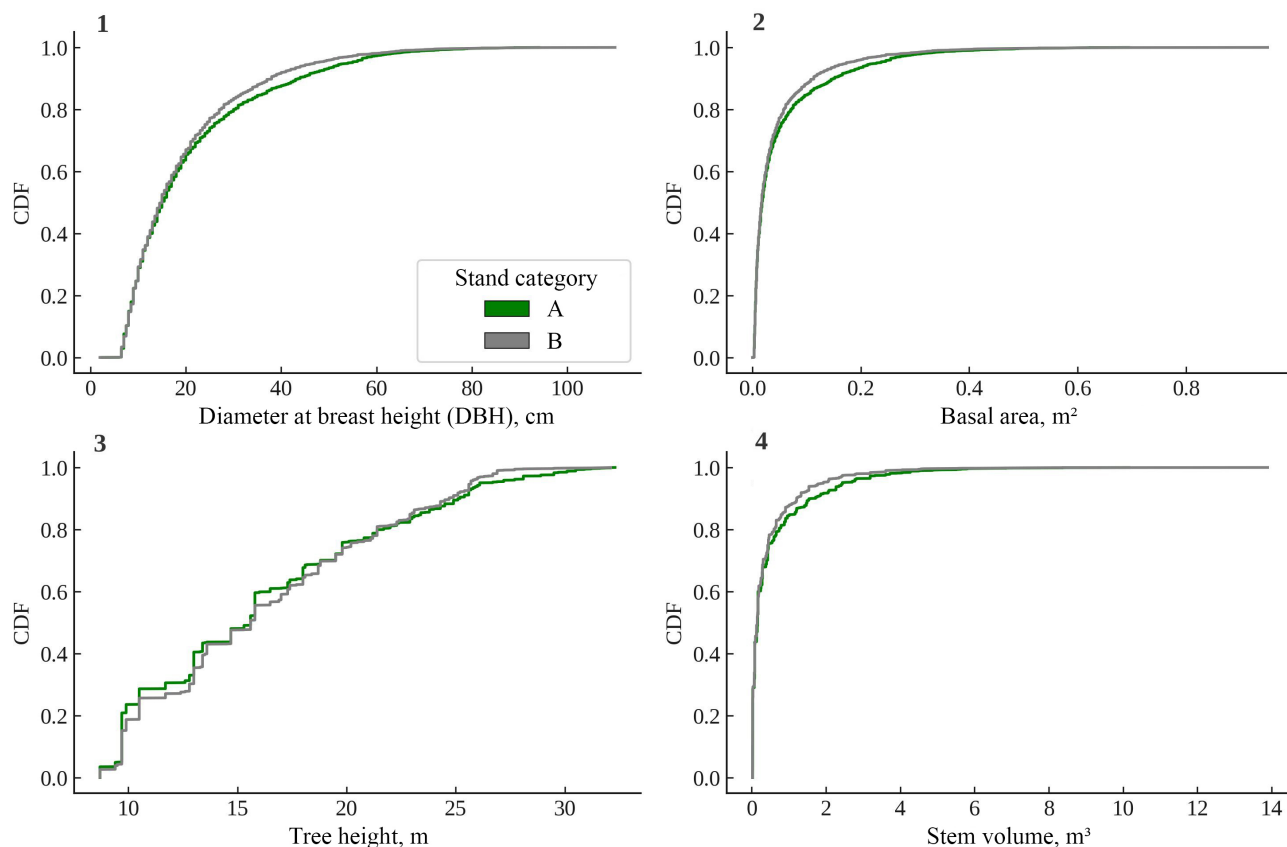 1
1.0
0.8
0.6
0.4
0.2
0.0
CDF
0 20 40 60 80 100
Diameter at breast height (DBH), cm
Stand category
A
B
2
1.0
0.8
0.6
0.4
0.2
0.0
CDF
0.0 0.2 0.4 0.6 0.8
Basal area, m²
3
1.0
0.8
0.6
0.4
0.2
0.0
CDF
10 15 20 25 30
Tree height, m
4
1.0
0.8
0.6
0.4
0.2
0.0
CDF
0 2 4 6 8 10 12 14
Stem volume, m³